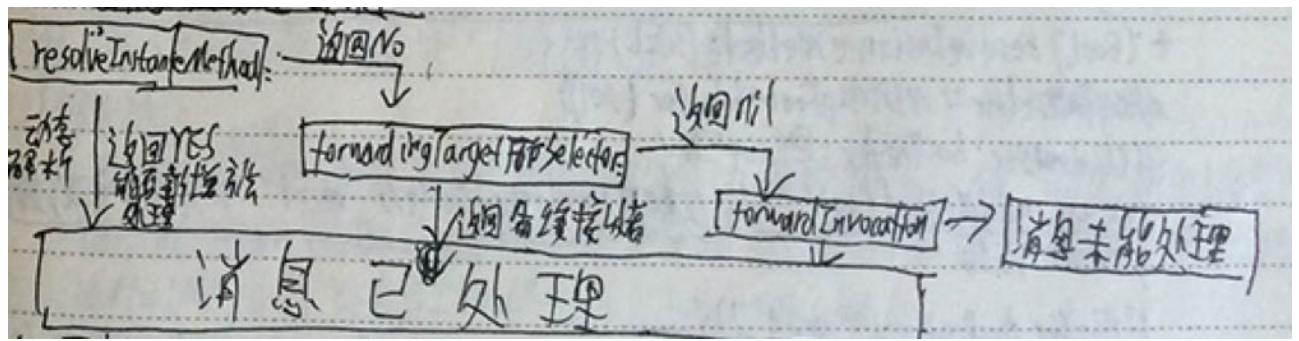 resolveInstanceMethod:
返回No
动态
解析
返回YES
新增方法
处理
forwardingTargetForSelector:
返回nil
返回备援接收者
forwardInvocation
消息未能处理
消息已处理